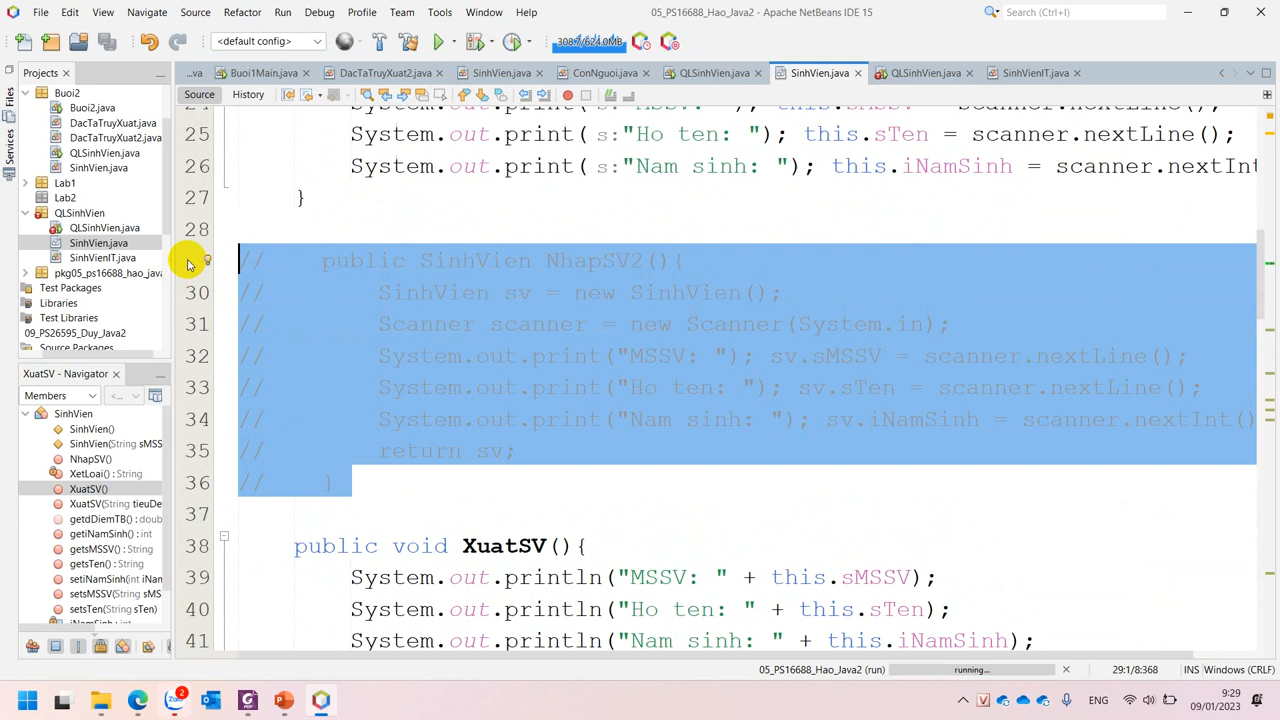 File Edit View Navigate Source Refactor Run Debug Profile Team Tools Window Help
05_PS16688_Hao_Java2 - Apache NetBeans IDE 15
Search (Ctrl+I)
<default config>
308.7/624.0MB
Projects
...va Buoi1Main.java DacTaTruyXuat2.java SinhVien.java ConNguoi.java QLSinhVien.java SinhVien.java QLSinhVien.java SinhVienIT.java
Source History
Files
Services
Buoi2
Buoi2.java
DacTaTruyXuat.java
DacTaTruyXuat2.java
QLSinhVien.java
SinhVien.java
Lab1
Lab2
QLSinhVien
QLSinhVien.java
SinhVien.java
SinhVienIT.java
pkg05_ps16688_hao_java
Test Packages
Libraries
Test Libraries
09_PS26595_Duy_Java2
Source Packages
XuatSV - Navigator
Members
<...
SinhVien
SinhVien()
SinhVien(String sMSS
NhapSV()
XetLoai() : String
XuatSV()
XuatSV(String tieuDe
getdDiemTB() : doub
getiNamSinh() : int
getsMSSV() : String
getsTen() : String
setiNamSinh(int iNam
setsMSSV(String sMS
setsTen(String sTen)
25 System.out.print( s:"Ho ten: "); this.sTen = scanner.nextLine();
26 System.out.print( s:"Nam sinh: "); this.iNamSinh = scanner.nextInt
27 }
28
// public SinhVien NhapSV2(){
30 // SinhVien sv = new SinhVien();
31 // Scanner scanner = new Scanner(System.in);
32 // System.out.print("MSSV: "); sv.sMSSV = scanner.nextLine();
33 // System.out.print("Ho ten: "); sv.sTen = scanner.nextLine();
34 // System.out.print("Nam sinh: "); sv.iNamSinh = scanner.nextInt()
35 // return sv;
36 // }
37
38 public void XuatSV(){
39 System.out.println("MSSV: " + this.sMSSV);
40 System.out.println("Ho ten: " + this.sTen);
41 System.out.println("Nam sinh: " + this.iNamSinh);
05_PS16688_Hao_Java2 (run) running... 29:1/8:368 INS Windows (CRLF)
Zalo
2
ENG
9:29
09/01/2023